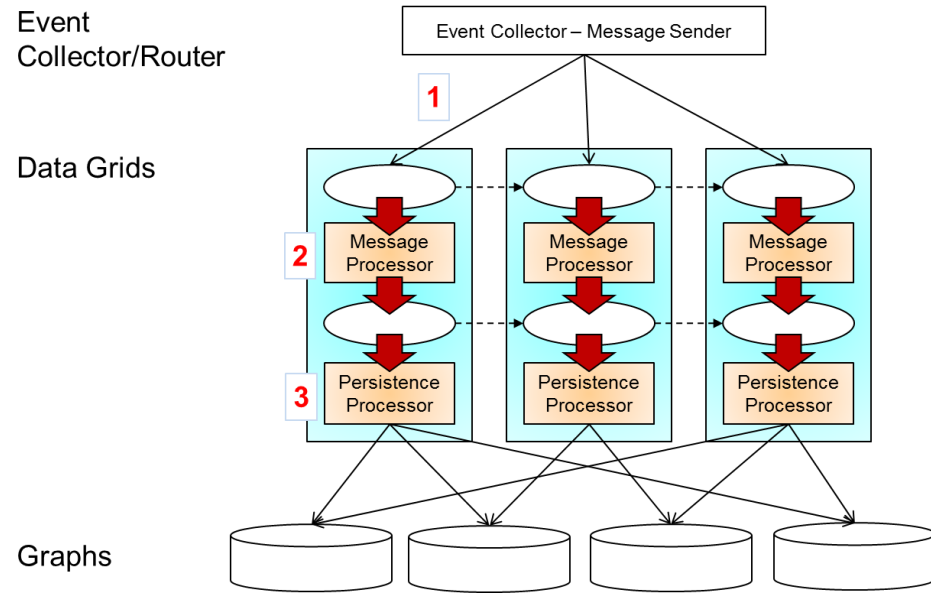 Event
Collector/Router
Event Collector – Message Sender
1
Data Grids
2
Message
Processor
Message
Processor
Message
Processor
3
Persistence
Processor
Persistence
Processor
Persistence
Processor
Graphs